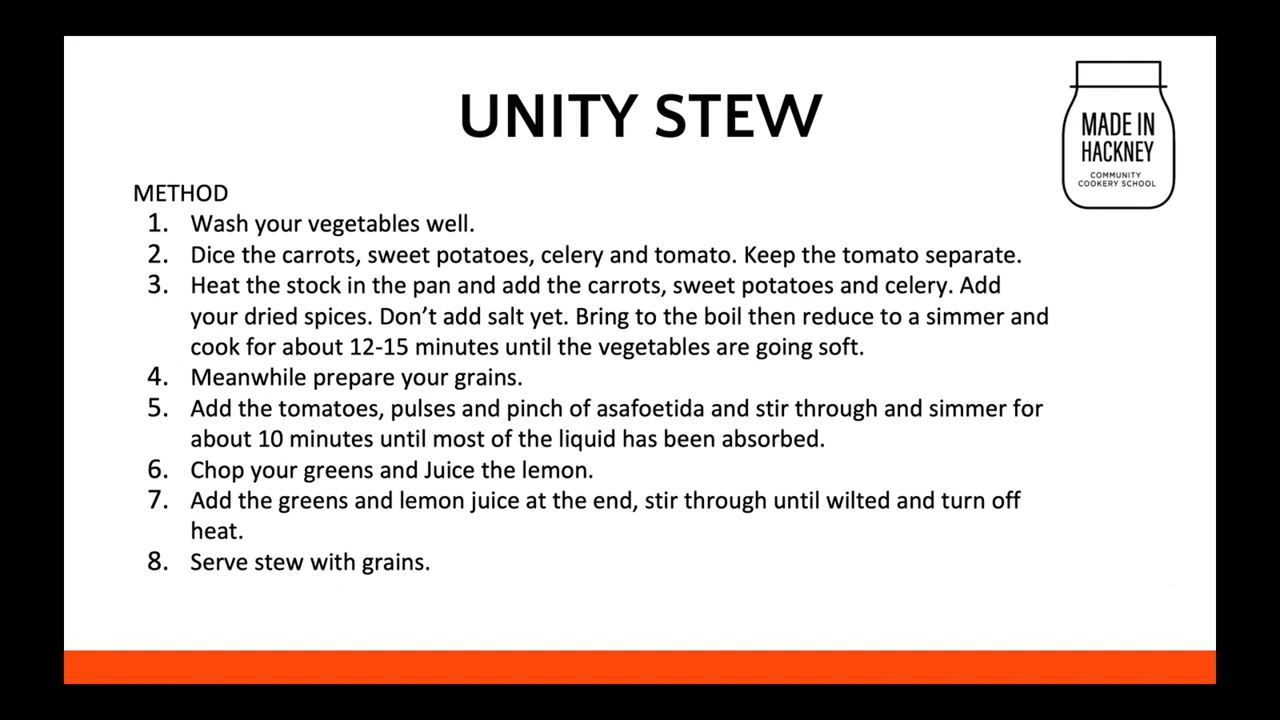 UNITY STEW
MADE IN
HACKNEY
COMMUNITY
COOKERY SCHOOL
METHOD
1. Wash your vegetables well.
2. Dice the carrots, sweet potatoes, celery and tomato. Keep the tomato separate.
3. Heat the stock in the pan and add the carrots, sweet potatoes and celery. Add
your dried spices. Don’t add salt yet. Bring to the boil then reduce to a simmer and
cook for about 12-15 minutes until the vegetables are going soft.
4. Meanwhile prepare your grains.
5. Add the tomatoes, pulses and pinch of asafoetida and stir through and simmer for
about 10 minutes until most of the liquid has been absorbed.
6. Chop your greens and Juice the lemon.
7. Add the greens and lemon juice at the end, stir through until wilted and turn off
heat.
8. Serve stew with grains.